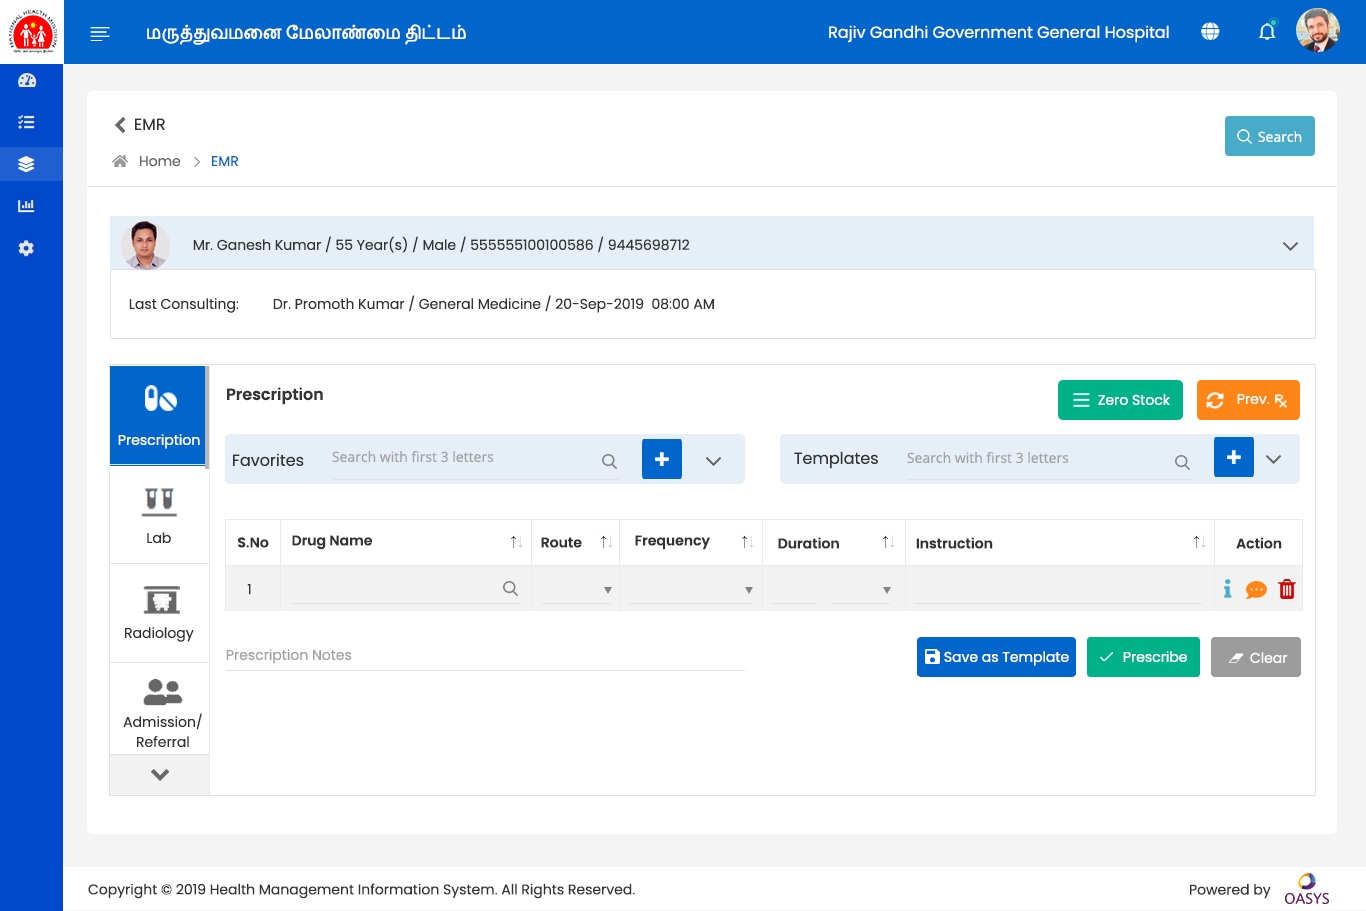 NATIONAL HEALTH MISSION
மருத்துவமனை மேலாண்மை திட்டம்
Rajiv Gandhi Government General Hospital
EMR
Search
Home > EMR
Mr. Ganesh Kumar / 55 Year(s) / Male / 555555100100586 / 9445698712
Last Consulting: Dr. Promoth Kumar / General Medicine / 20-Sep-2019 08:00 AM
Prescription
Lab
Radiology
Admission/
Referral
Prescription
Zero Stock
Prev. ℞
Favorites Search with first 3 letters
Templates Search with first 3 letters
S.No Drug Name Route Frequency Duration Instruction Action
1
Prescription Notes
Save as Template
Prescribe
Clear
Copyright © 2019 Health Management Information System. All Rights Reserved.
Powered by OASYS